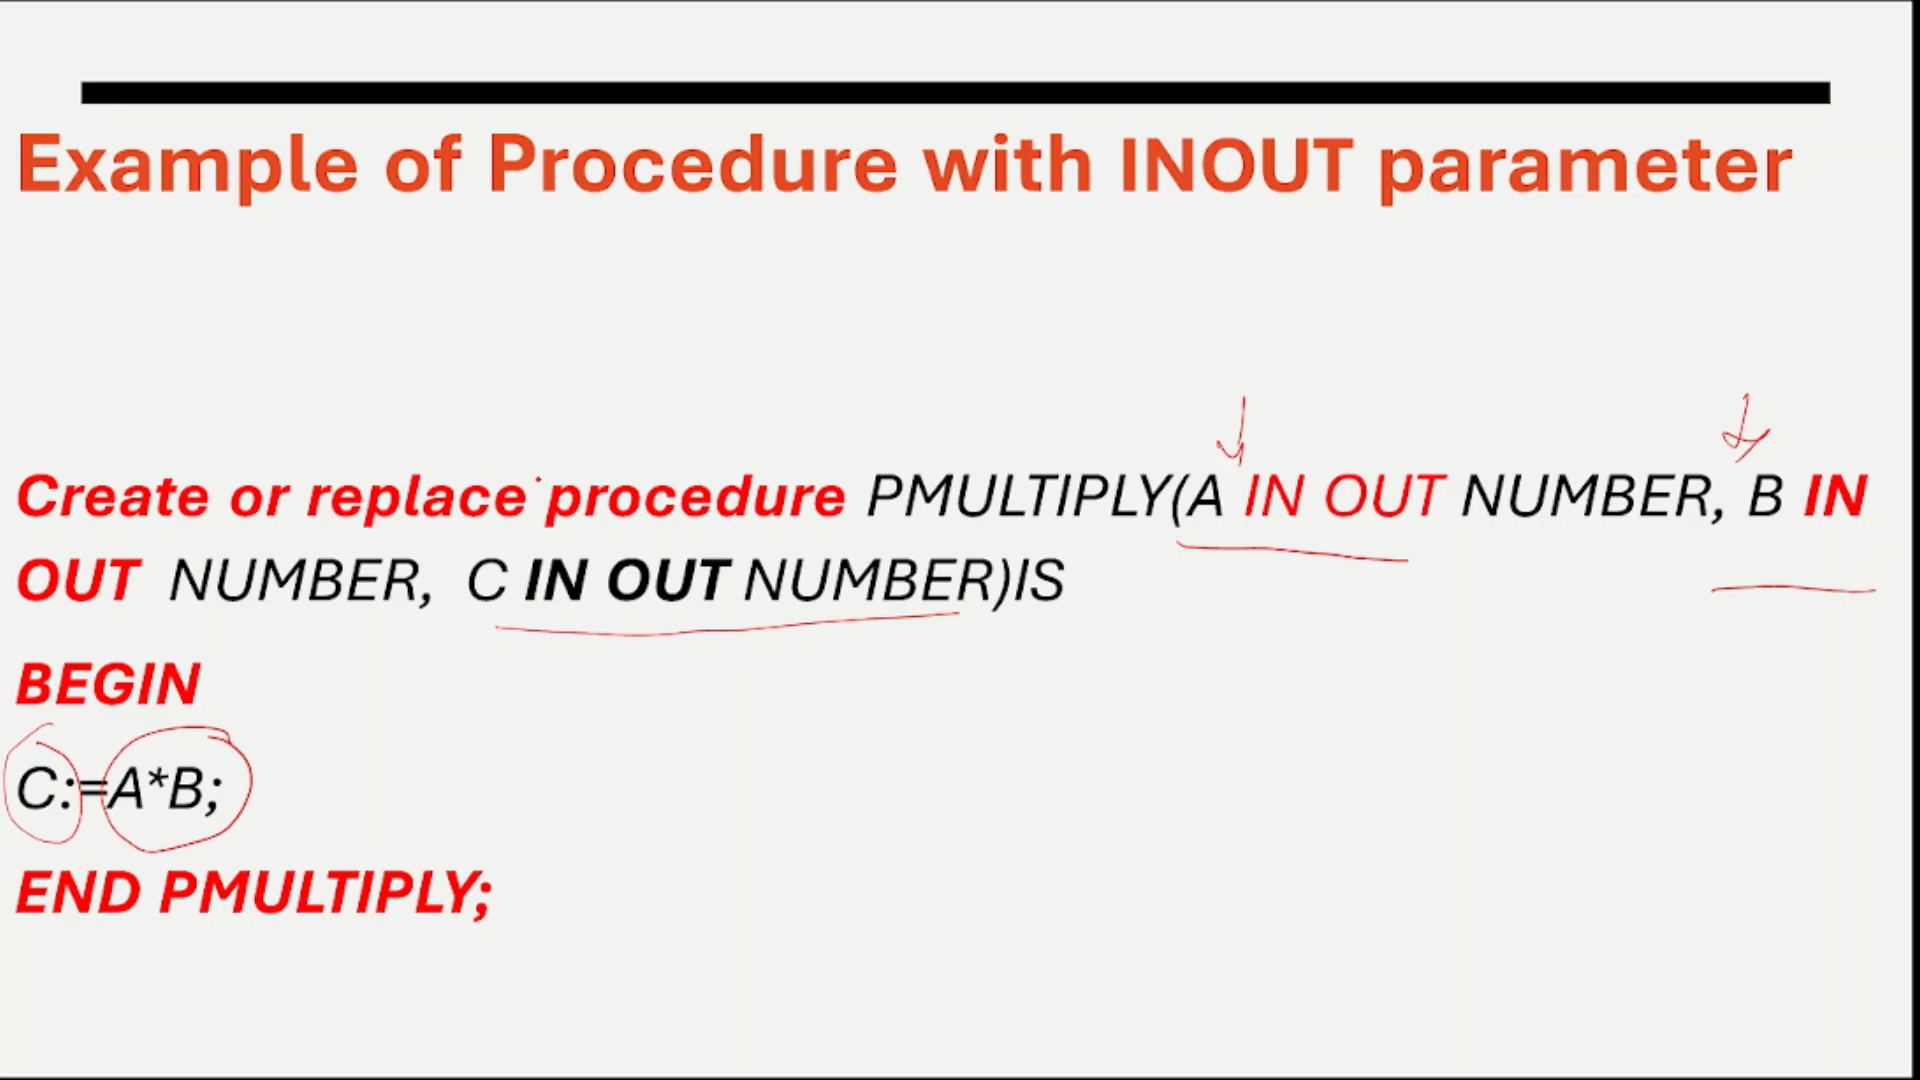 Example of Procedure with INOUT parameter
Create or replace procedure PMULTIPLY(A IN OUT NUMBER, B IN
OUT NUMBER, C IN OUT NUMBER)IS
BEGIN
C:=A*B;
END PMULTIPLY;